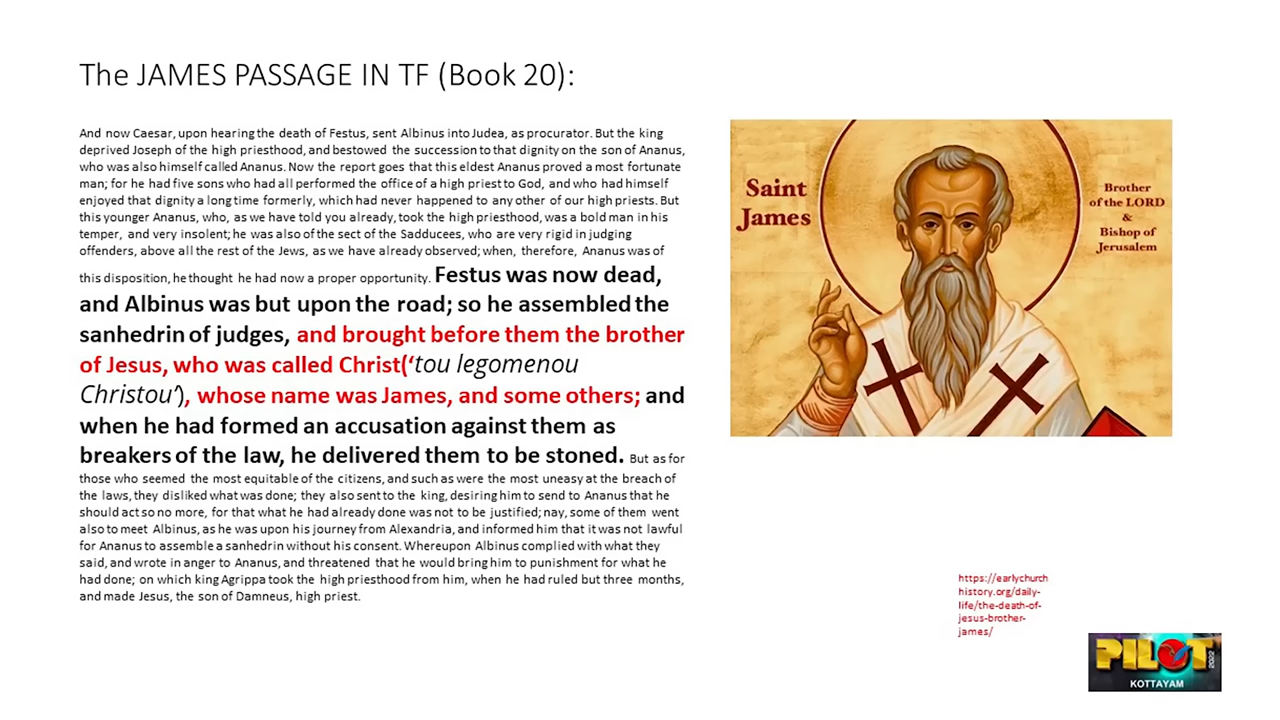 The JAMES PASSAGE IN TF (Book 20):
And now Caesar, upon hearing the death of Festus, sent Albinus into Judea, as procurator. But the king
deprived Joseph of the high priesthood, and bestowed the succession to that dignity on the son of Ananus,
who was also himself called Ananus. Now the report goes that this eldest Ananus proved a most fortunate
man; for he had five sons who had all performed the office of a high priest to God, and who had himself
enjoyed that dignity a long time formerly, which had never happened to any other of our high priests. But
this younger Ananus, who, as we have told you already, took the high priesthood, was a bold man in his
temper, and very insolent; he was also of the sect of the Sadducees, who are very rigid in judging
offenders, above all the rest of the Jews, as we have already observed; when, therefore, Ananus was of
this disposition, he thought he had now a proper opportunity. Festus was now dead,
and Albinus was but upon the road; so he assembled the
sanhedrin of judges, and brought before them the brother
of Jesus, who was called Christ(‘tou legomenou
Christou’), whose name was James, and some others; and
when he had formed an accusation against them as
breakers of the law, he delivered them to be stoned. But as for
those who seemed the most equitable of the citizens, and such as were the most uneasy at the breach of
the laws, they disliked what was done; they also sent to the king, desiring him to send to Ananus that he
should act so no more, for that what he had already done was not to be justified; nay, some of them went
also to meet Albinus, as he was upon his journey from Alexandria, and informed him that it was not lawful
for Ananus to assemble a sanhedrin without his consent. Whereupon Albinus complied with what they
said, and wrote in anger to Ananus, and threatened that he would bring him to punishment for what he
had done; on which king Agrippa took the high priesthood from him, when he had ruled but three months,
and made Jesus, the son of Damneus, high priest.
Saint
James
Brother
of the LORD
&
Bishop of
Jerusalem
https://earlychurch
history.org/daily-
life/the-death-of-
jesus-brother-
james/
PILOT
2022
KOTTAYAM